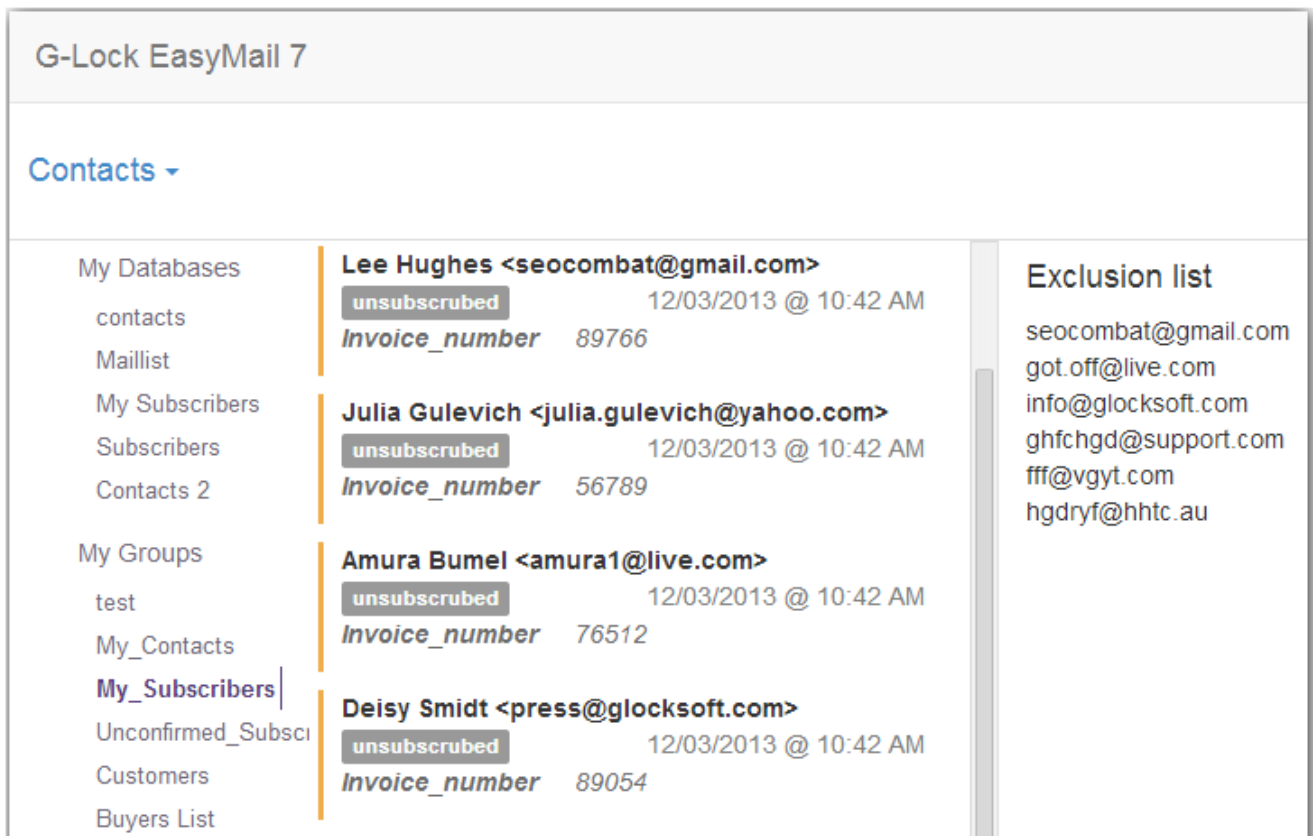 G-Lock EasyMail 7
Contacts
My Databases
contacts
Maillist
My Subscribers
Subscribers
Contacts 2
My Groups
test
My_Contacts
My_Subscribers
Unconfirmed_Subscr
Customers
Buyers List
Lee Hughes <seocombat@gmail.com>
unsubscrubed 12/03/2013 @ 10:42 AM
Invoice_number 89766
Julia Gulevich <julia.gulevich@yahoo.com>
unsubscrubed 12/03/2013 @ 10:42 AM
Invoice_number 56789
Amura Bumel <amura1@live.com>
unsubscrubed 12/03/2013 @ 10:42 AM
Invoice_number 76512
Deisy Smidt <press@glocksoft.com>
unsubscrubed 12/03/2013 @ 10:42 AM
Invoice_number 89054
Exclusion list
seocombat@gmail.com
got.off@live.com
info@glocksoft.com
ghfchgd@support.com
fff@vgyt.com
hgdryf@hhtc.au